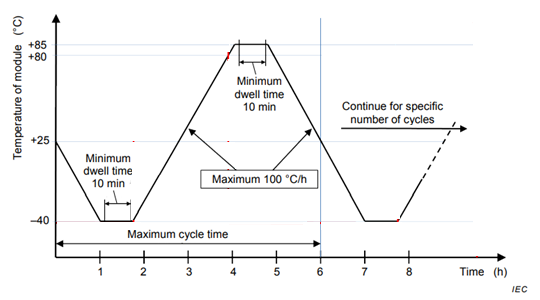 Temperature of module (°C)
+85
+80
Minimum
dwell time
10 min
Continue for specific
number of cycles
+25
Minimum
dwell time
10 min
Maximum 100 °C/h
–40
Maximum cycle time
1 2 3 4 5 6 7 8 Time (h)
IEC